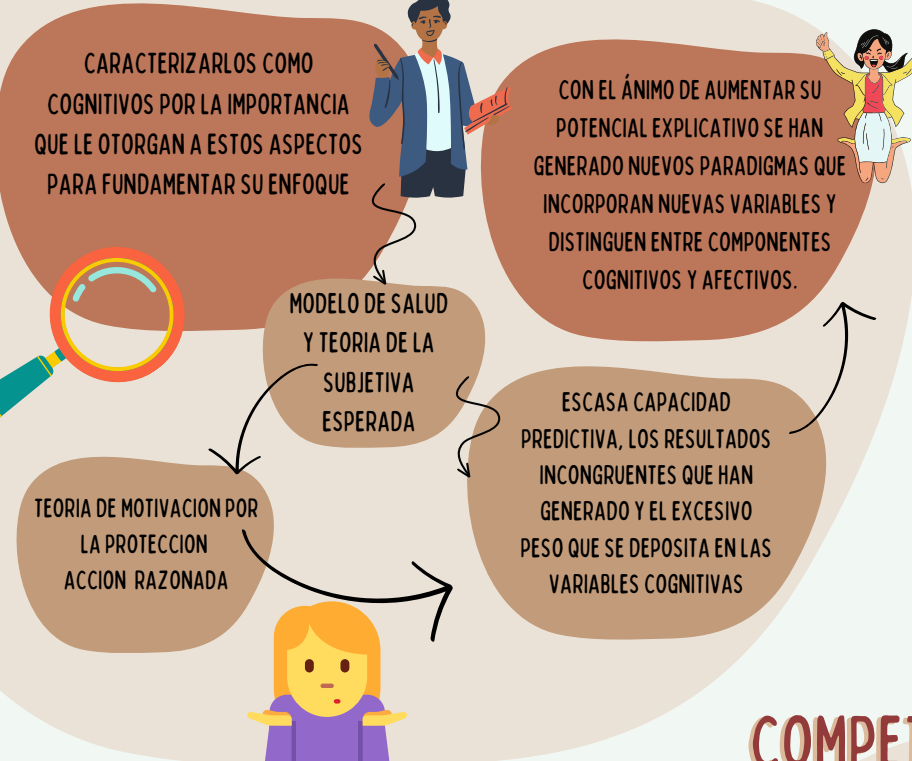 CARACTERIZARLOS COMO
COGNITIVOS POR LA IMPORTANCIA
QUE LE OTORGAN A ESTOS ASPECTOS
PARA FUNDAMENTAR SU ENFOQUE
CON EL ÁNIMO DE AUMENTAR SU
POTENCIAL EXPLICATIVO SE HAN
GENERADO NUEVOS PARADIGMAS QUE
INCORPORAN NUEVAS VARIABLES Y
DISTINGUEN ENTRE COMPONENTES
COGNITIVOS Y AFECTIVOS.
MODELO DE SALUD
Y TEORIA DE LA
SUBJETIVA
ESPERADA
ESCASA CAPACIDAD
PREDICTIVA, LOS RESULTADOS
INCONGRUENTES QUE HAN
GENERADO Y EL EXCESIVO
PESO QUE SE DEPOSITA EN LAS
VARIABLES COGNITIVAS
TEORIA DE MOTIVACION POR
LA PROTECCION
ACCION RAZONADA